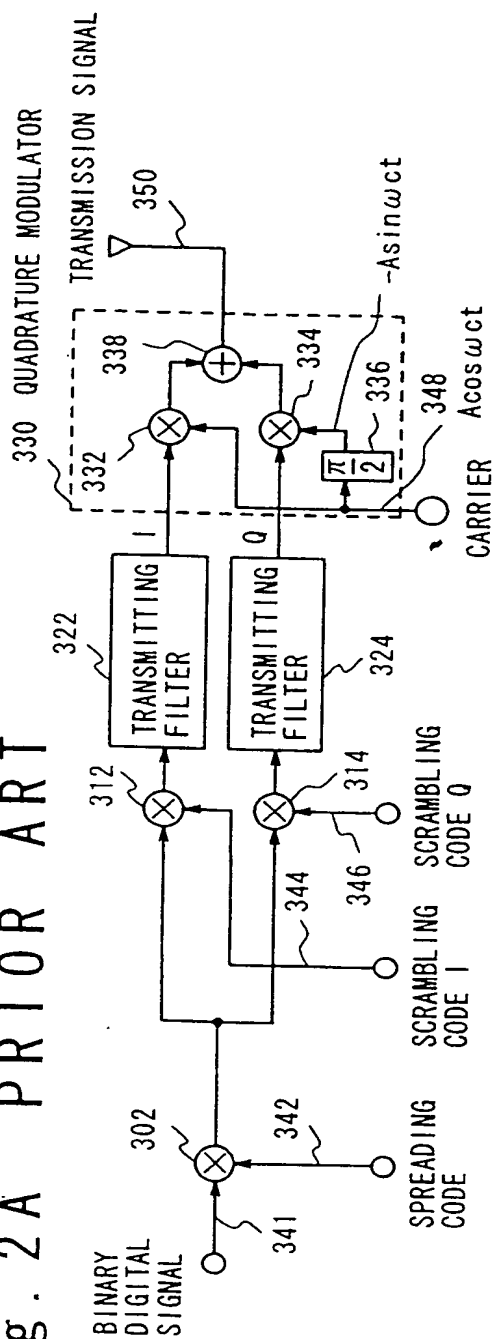 g. 2A PRIOR ART
BINARY
DIGITAL
SIGNAL
341
302
342
SPREADING
CODE
312
344
SCRAMBLING
CODE I
314
346
SCRAMBLING
CODE Q
322
TRANSMITTING
FILTER
TRANSMITTING
FILTER
324
I
Q
330 QUADRATURE MODULATOR
332
338
334
π/2
336
-Asinωct
348
Acosωct
CARRIER
TRANSMISSION SIGNAL
350